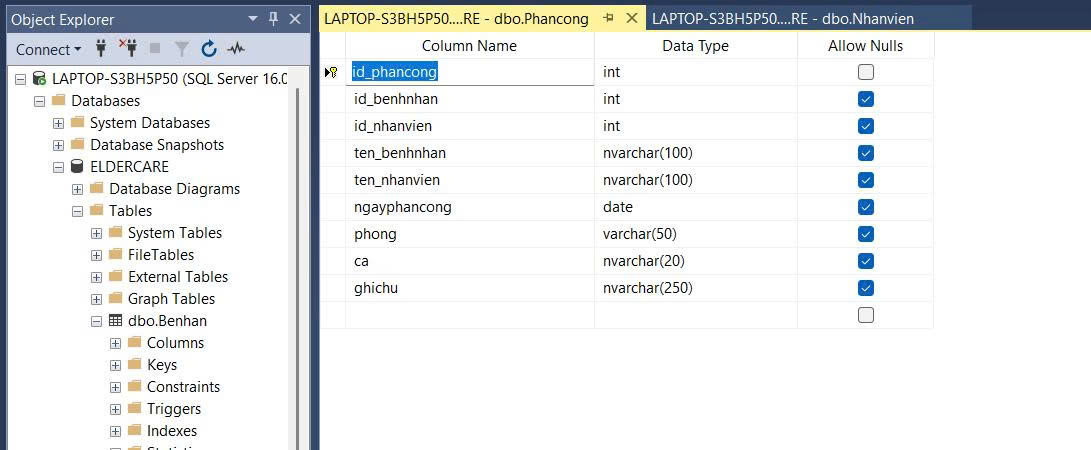 Object Explorer
Connect
LAPTOP-S3BH5P50 (SQL Server 16.0
Databases
System Databases
Database Snapshots
ELDERCARE
Database Diagrams
Tables
System Tables
FileTables
External Tables
Graph Tables
dbo.Benhan
Columns
Keys
Constraints
Triggers
Indexes
LAPTOP-S3BH5P50....RE - dbo.Phancong
LAPTOP-S3BH5P50....RE - dbo.Nhanvien
Column Name Data Type Allow Nulls
id_phancong int
id_benhnhan int
id_nhanvien int
ten_benhnhan nvarchar(100)
ten_nhanvien nvarchar(100)
ngayphancong date
phong varchar(50)
ca nvarchar(20)
ghichu nvarchar(250)